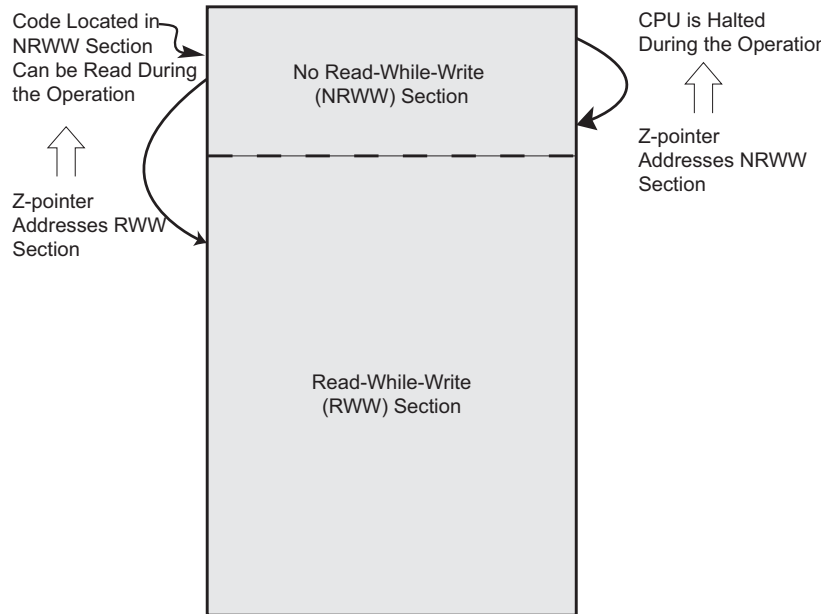 Code Located in
NRWW Section
Can be Read During
the Operation
Z-pointer
Addresses RWW
Section
No Read-While-Write
(NRWW) Section
Read-While-Write
(RWW) Section
CPU is Halted
During the Operation
Z-pointer
Addresses NRWW
Section